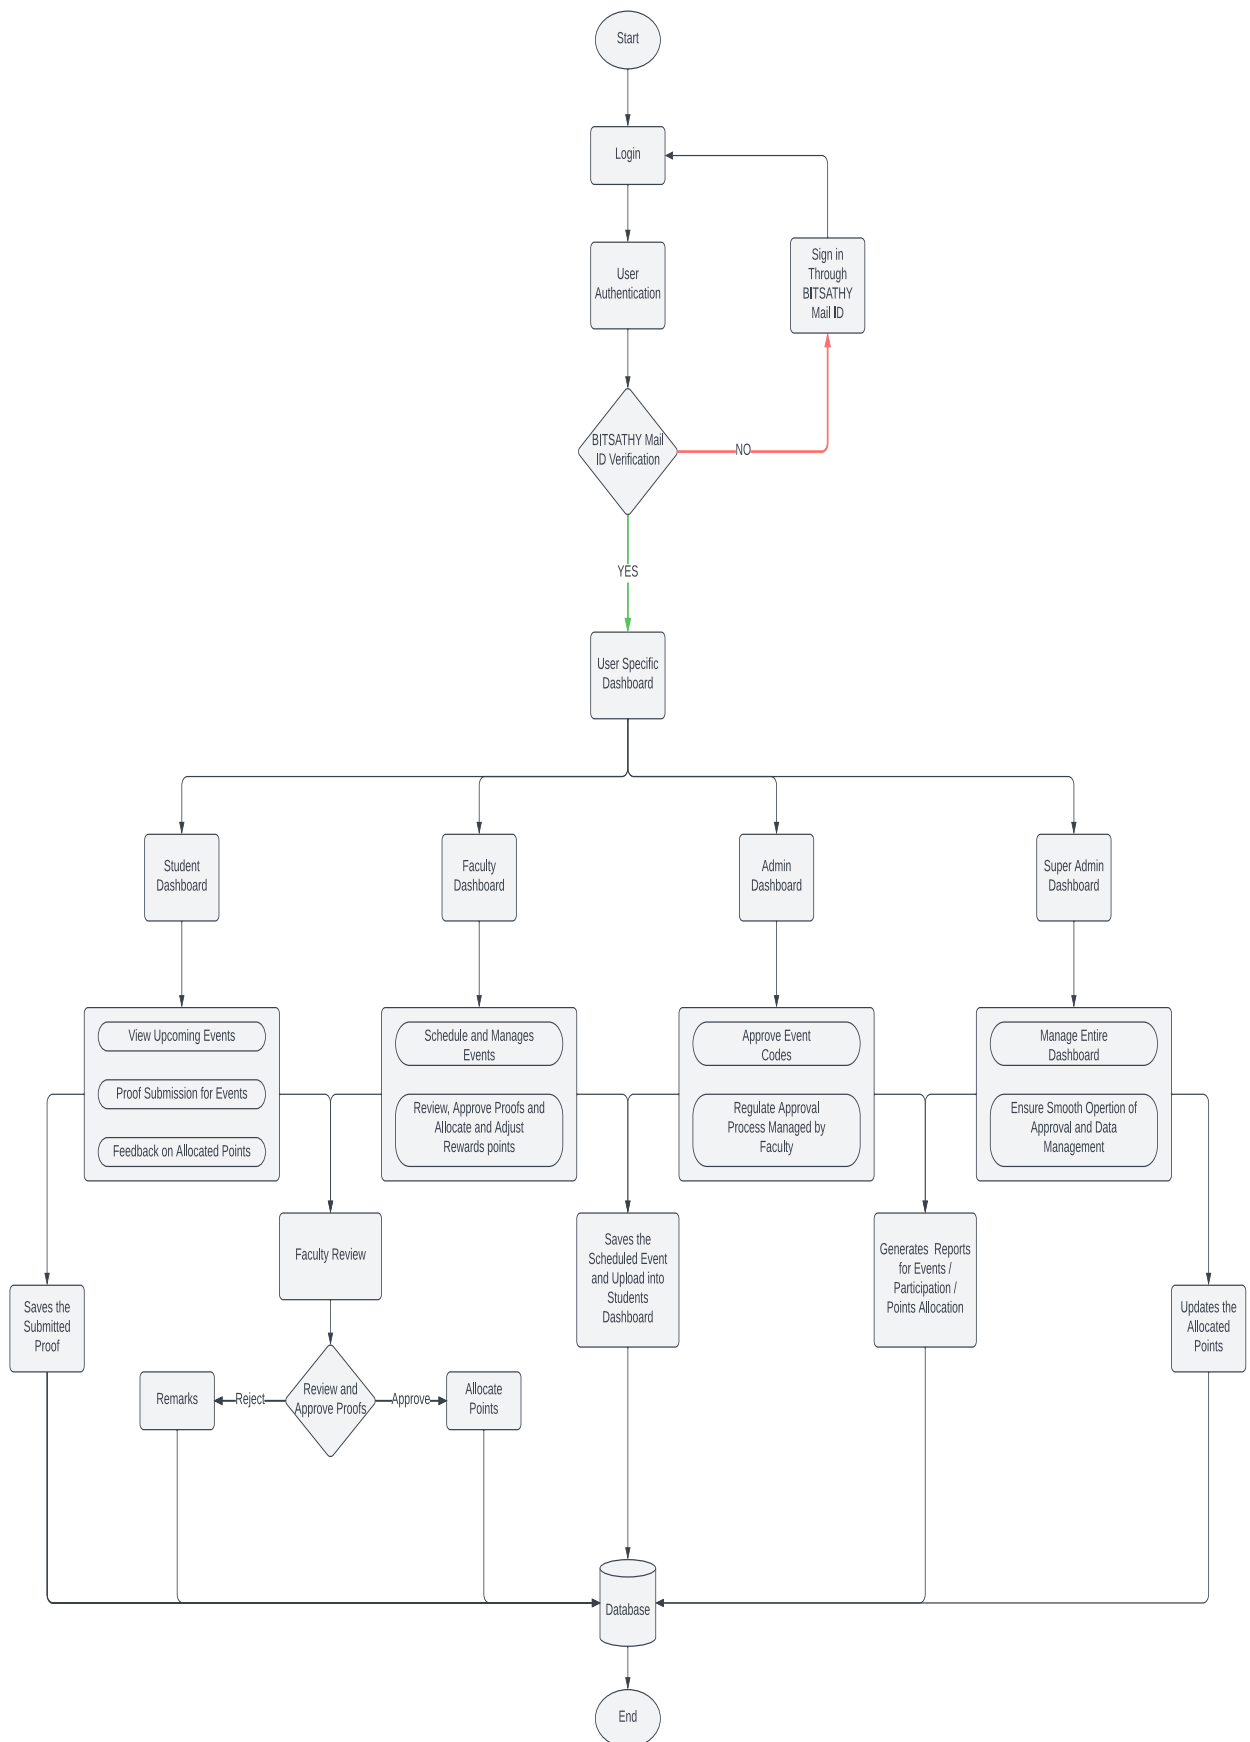 Start
Login
Sign in
Through
BITSATHY
Mail ID
User
Authentication
BITSATHY Mail
ID Verification
NO
YES
User Specific
Dashboard
Student
Dashboard
Faculty
Dashboard
Admin
Dashboard
Super Admin
Dashboard
View Upcoming Events
Proof Submission for Events
Feedback on Allocated Points
Schedule and Manages
Events
Review, Approve Proofs and
Allocate and Adjust
Rewards points
Approve Event
Codes
Regulate Approval
Process Managed by
Faculty
Manage Entire
Dashboard
Ensure Smooth Opertion of
Approval and Data
Management
Saves the
Submitted
Proof
Faculty Review
Saves the
Scheduled Event
and Upload into
Students
Dashboard
Generates Reports
for Events /
Participation /
Points Allocation
Updates the
Allocated
Points
Remarks
Reject
Review and
Approve Proofs
Approve
Allocate
Points
Database
End